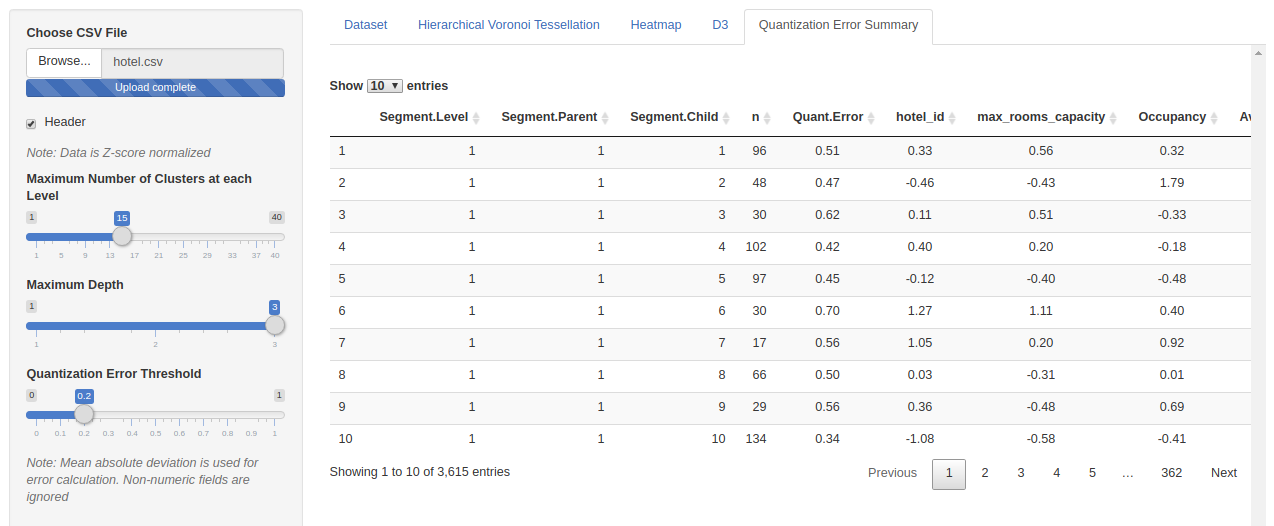 Choose CSV File
Browse... hotel.csv
Upload complete
Header
Note: Data is Z-score normalized
Maximum Number of Clusters at each
Level
1 15 40
1 5 9 13 17 21 25 29 33 37 40
Maximum Depth
1 3
1 2 3
Quantization Error Threshold
0 0.2 1
0 0.1 0.2 0.3 0.4 0.5 0.6 0.7 0.8 0.9 1
Note: Mean absolute deviation is used for
error calculation. Non-numeric fields are
ignored
Dataset Hierarchical Voronoi Tessellation Heatmap D3 Quantization Error Summary
Show 10 entries
Segment.Level Segment.Parent Segment.Child n Quant.Error hotel_id max_rooms_capacity Occupancy Av
1 1 1 1 96 0.51 0.33 0.56 0.32
2 1 1 2 48 0.47 -0.46 -0.43 1.79
3 1 1 3 30 0.62 0.11 0.51 -0.33
4 1 1 4 102 0.42 0.40 0.20 -0.18
5 1 1 5 97 0.45 -0.12 -0.40 -0.48
6 1 1 6 30 0.70 1.27 1.11 0.40
7 1 1 7 17 0.56 1.05 0.20 0.92
8 1 1 8 66 0.50 0.03 -0.31 0.01
9 1 1 9 29 0.56 0.36 -0.48 0.69
10 1 1 10 134 0.34 -1.08 -0.58 -0.41
Showing 1 to 10 of 3,615 entries
Previous 1 2 3 4 5 … 362 Next